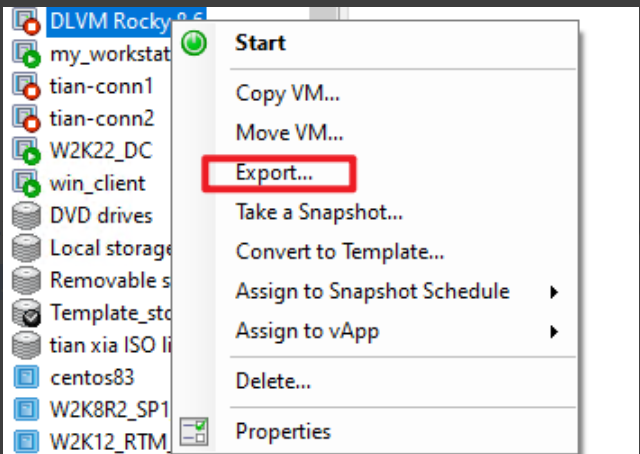 DLVM Rocky 8.6
my_workstat
tian-conn1
tian-conn2
W2K22_DC
win_client
DVD drives
Local storage
Removable s
Template_sto
tian xia ISO li
centos83
W2K8R2_SP1
W2K12_RTM_
Start
Copy VM...
Move VM...
Export...
Take a Snapshot...
Convert to Template...
Assign to Snapshot Schedule
Assign to vApp
Delete...
Properties